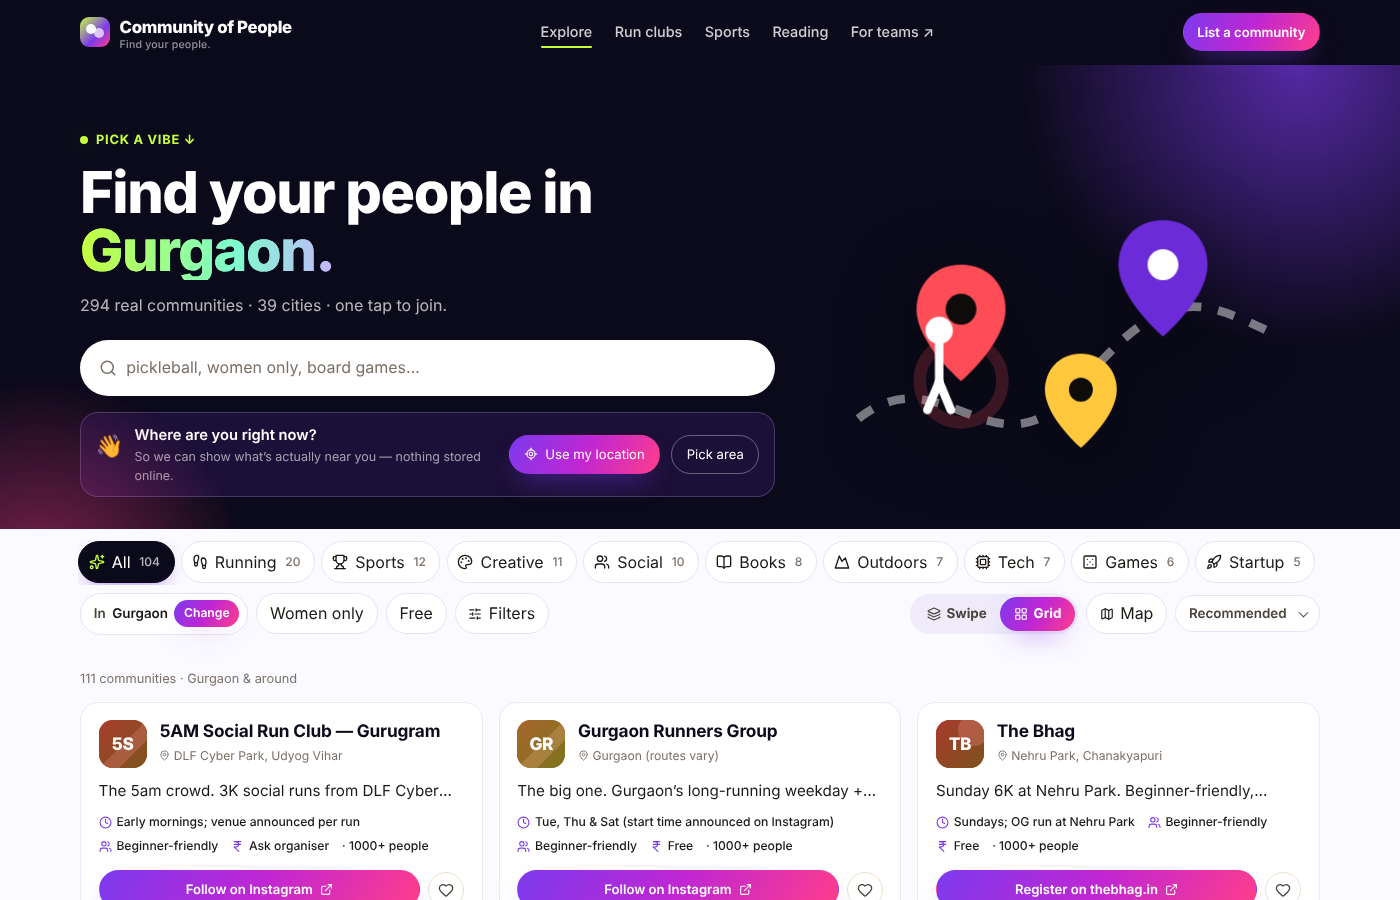 Community of People
Find your people.
Explore
Run clubs
Sports
Reading
For teams ↗
List a community
PICK A VIBE ↓
Find your people in
Gurgaon.
294 real communities · 39 cities · one tap to join.
pickleball, women only, board games...
Where are you right now?
So we can show what's actually near you — nothing stored
online.
Use my location
Pick area
All 104
Running 20
Sports 12
Creative 11
Social 10
Books 8
Outdoors 7
Tech 7
Games 6
Startup 5
In Gurgaon Change
Women only
Free
Filters
Swipe
Grid
Map
Recommended
111 communities · Gurgaon & around
5S
5AM Social Run Club — Gurugram
DLF Cyber Park, Udyog Vihar
The 5am crowd. 3K social runs from DLF Cyber…
Early mornings; venue announced per run
Beginner-friendly ₹ Ask organiser · 1000+ people
Follow on Instagram
GR
Gurgaon Runners Group
Gurgaon (routes vary)
The big one. Gurgaon's long-running weekday +…
Tue, Thu & Sat (start time announced on Instagram)
Beginner-friendly ₹ Free · 1000+ people
Follow on Instagram
TB
The Bhag
Nehru Park, Chanakyapuri
Sunday 6K at Nehru Park. Beginner-friendly,…
Sundays; OG run at Nehru Park Beginner-friendly
₹ Free · 1000+ people
Register on thebhag.in